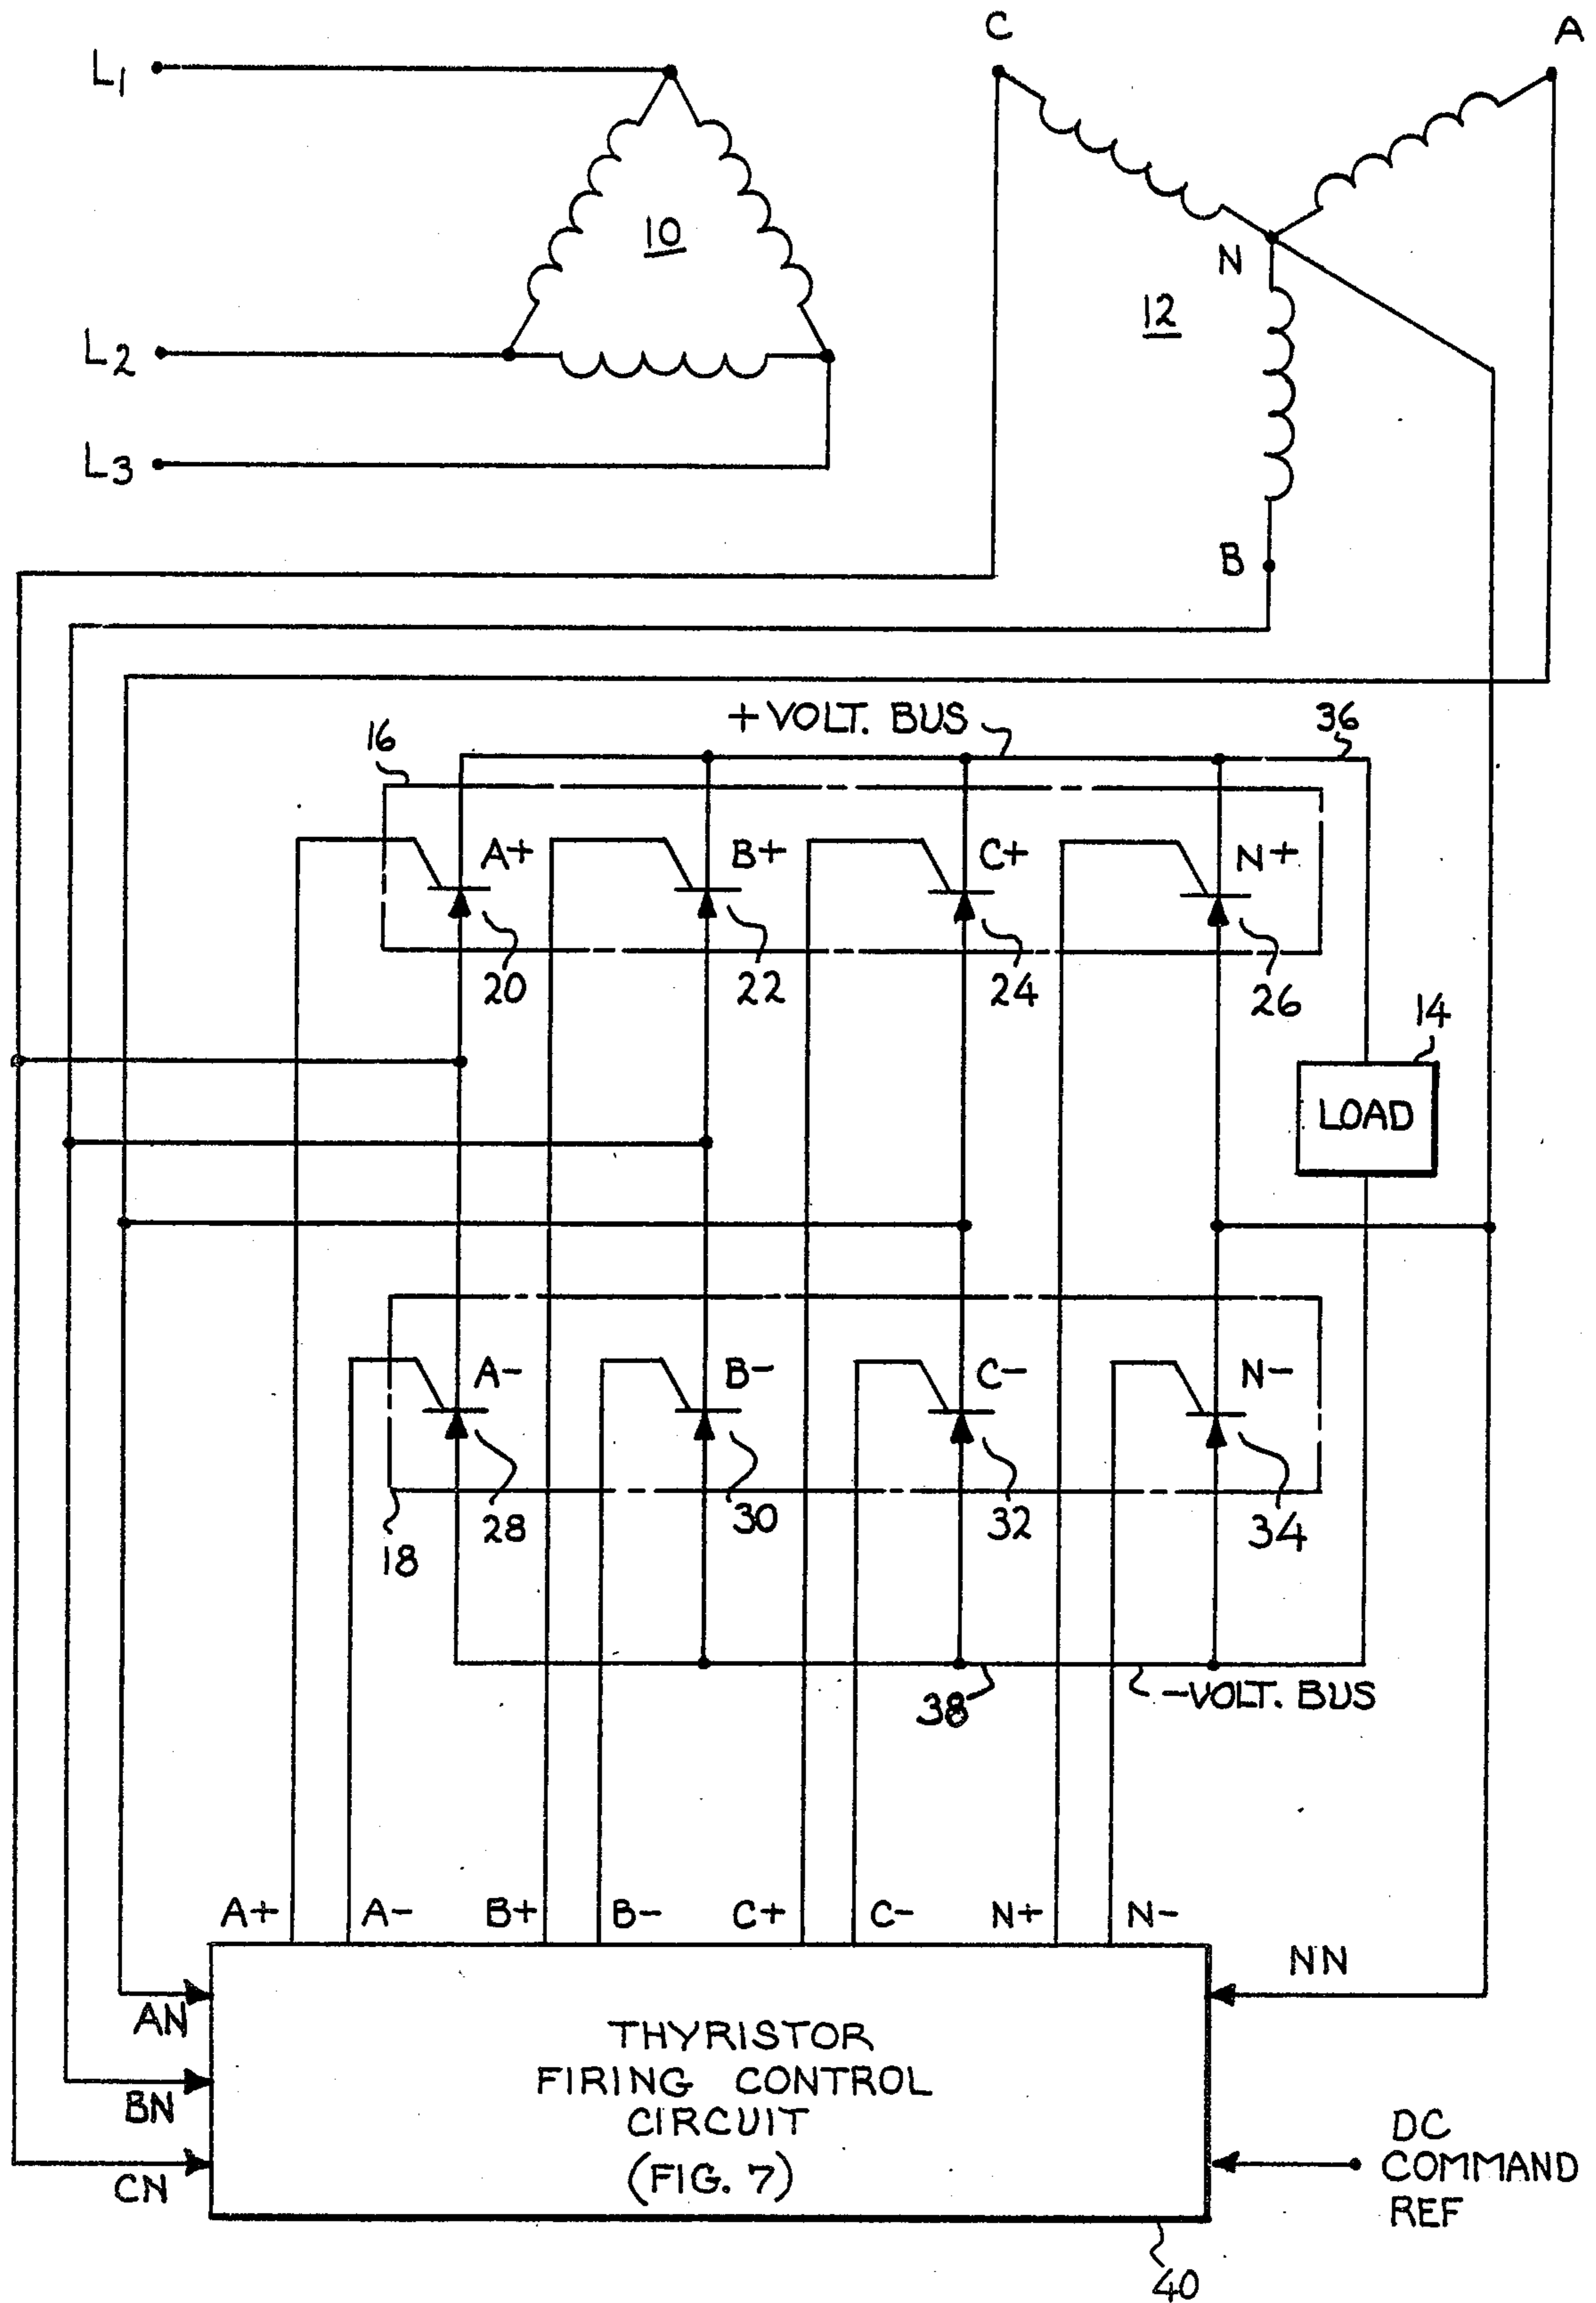 C A
L1
10
L2
N
12
L3
B
+VOLT. BUS
36
16
A+ B+ C+ N+
20 22 24 26
14
LOAD
A- B- C- N-
28 30 32 34
18
38
-VOLT. BUS
A+ A- B+ B- C+ C- N+ N-
NN
AN
THYRISTOR
FIRING CONTROL
CIRCUIT
(FIG. 7)
BN
CN
DC
COMMAND
REF
40